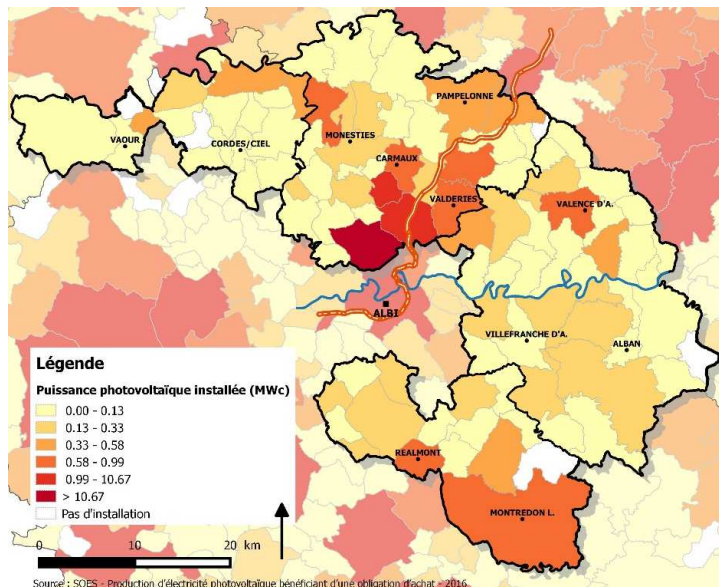 PAMPELONNE
VAOUR
CORDES/CIEL
MONESTIES
CARMAUX
VALDERIES
VALENCE D'A.
ALBI
VILLEFRANCHE D'A.
ALBAN
Légende
Puissance photovoltaïque installée (MWc)
0.00 - 0.13
0.13 - 0.33
0.33 - 0.58
0.58 - 0.99
0.99 - 10.67
> 10.67
Pas d'installation
REALMONT
MONTREDON L.
0 10 20 km
Source : SOES - Production d'électricité photovoltaïque bénéficiant d'une obligation d'achat - 2016